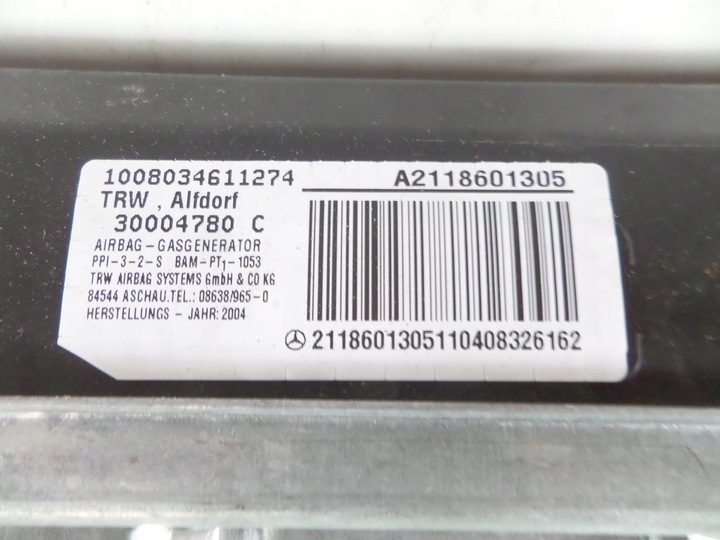 1008034611274
A2118601305
TRW , Alfdorf
30004780 C
AIRBAG-GASGENERATOR
PPI-3-2-S BAM-PT1-1053
TRW AIRBAG SYSTEMS GmbH & CO KG
84544 ASCHAU.TEL.: 08638/965-0
HERSTELLUNGS - JAHR: 2004
2118601305110408326162